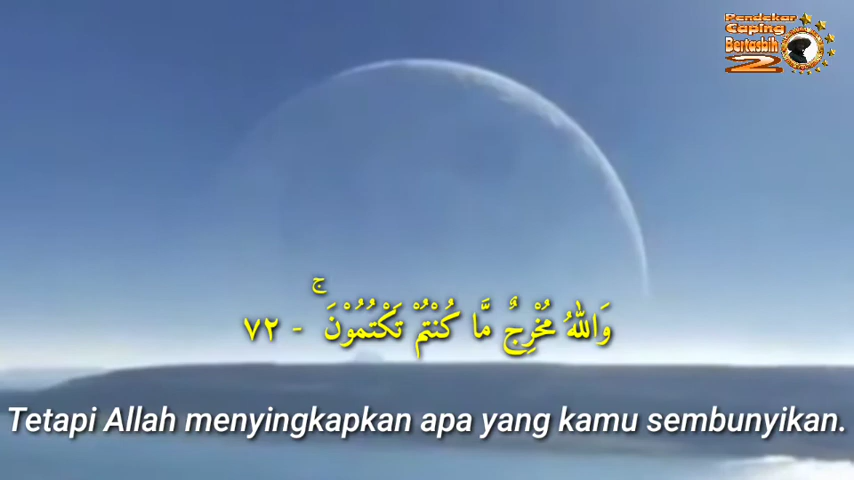 Pendekar
Caping
Bertasbih
2
وَاللّٰهُ مُخْرِجٌ مَّا كُنْتُمْ تَكْتُمُوْنَ ۚ - ٧٢
Tetapi Allah menyingkapkan apa yang kamu sembunyikan.